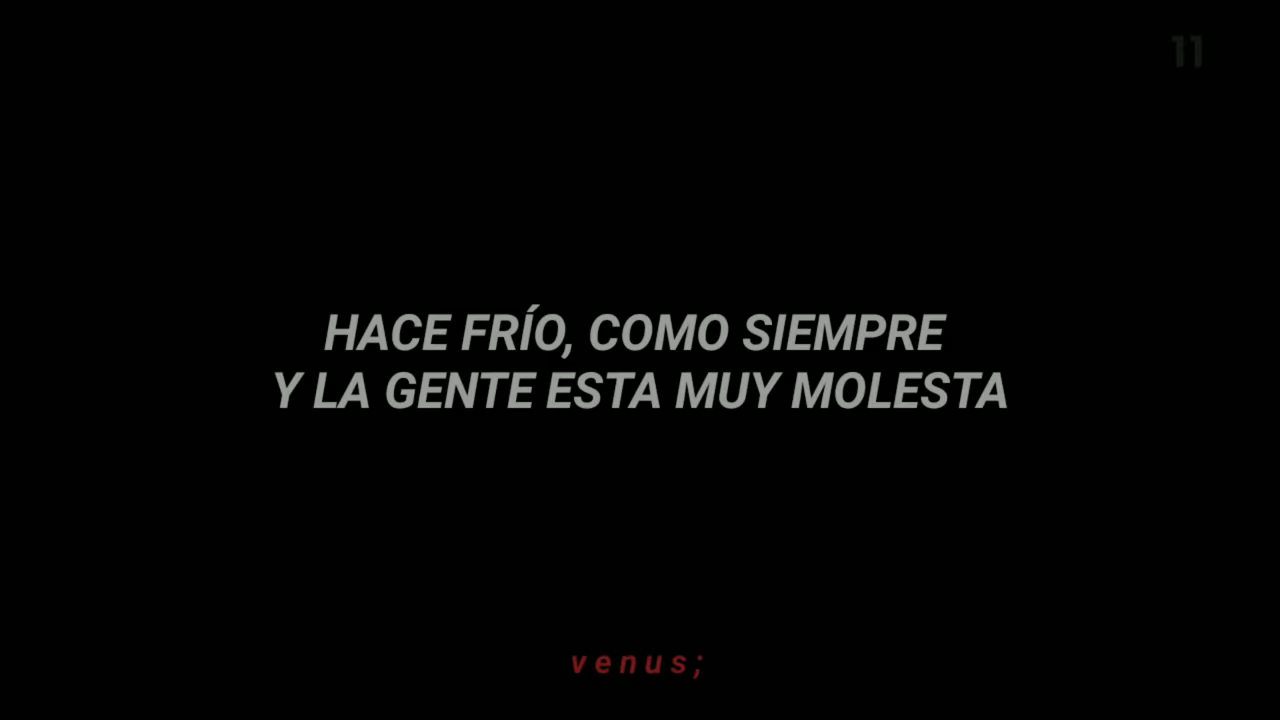 11
HACE FRÍO, COMO SIEMPRE
Y LA GENTE ESTA MUY MOLESTA
venus;